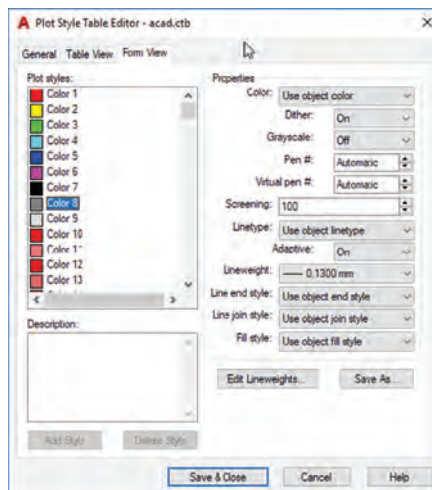 Plot Style Table Editor - acad.ctb
General Table View Form View
Plot styles:
Color 1
Color 2
Color 3
Color 4
Color 5
Color 6
Color 7
Color 8
Color 9
Color 10
Color 11
Color 12
Color 13
Description:
Add Style Delete Style
Properties
Color: Use object color
Dither: On
Grayscale: Off
Pen #: Automatic
Virtual pen #: Automatic
Screening: 100
Linetype: Use object linetype
Adaptive: On
Lineweight: 0.1300 mm
Line end style: Use object end style
Line join style: Use object join style
Fill style: Use object fill style
Edit Lineweights... Save As...
Save & Close Cancel Help